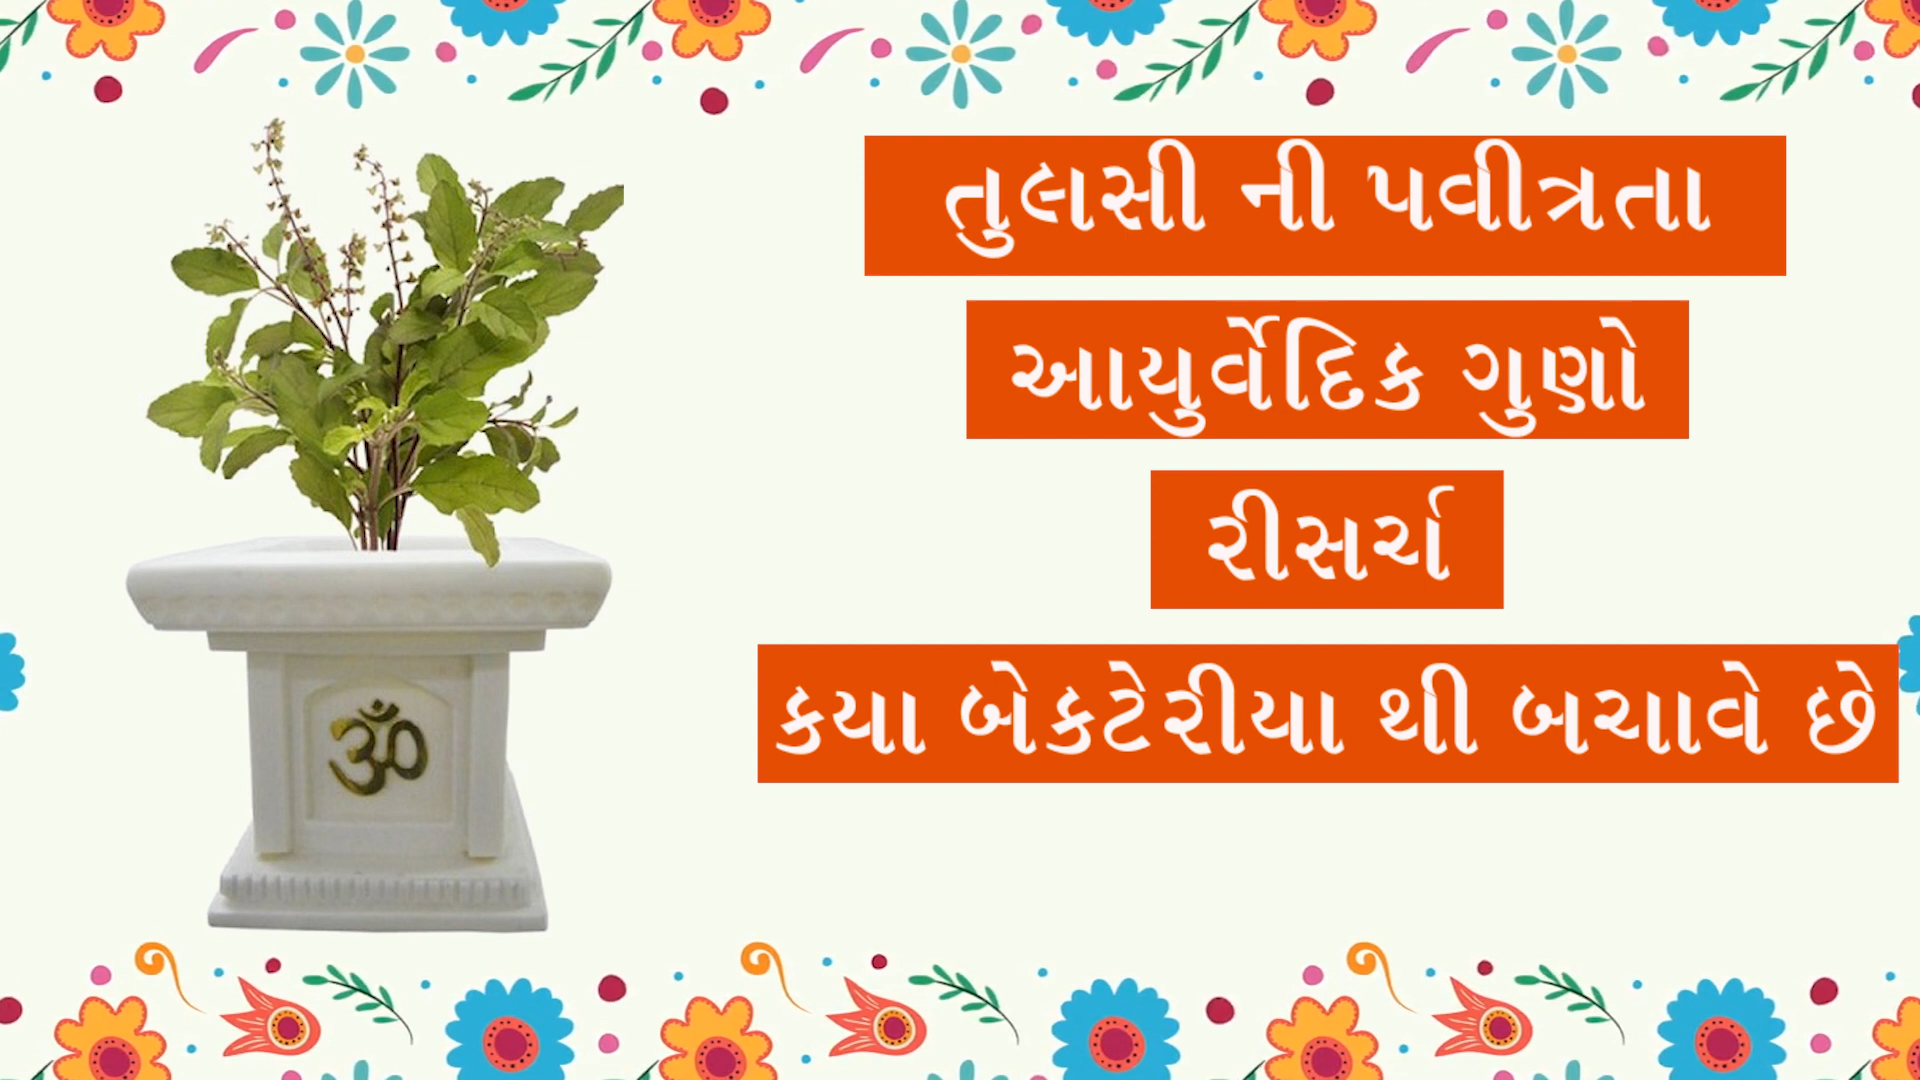 તુલસી ની પવીત્રતા
આયુર્વેદિક ગુણો
રીસર્ચ
કયા બેકટેરીયા થી બચાવે છે
ॐ